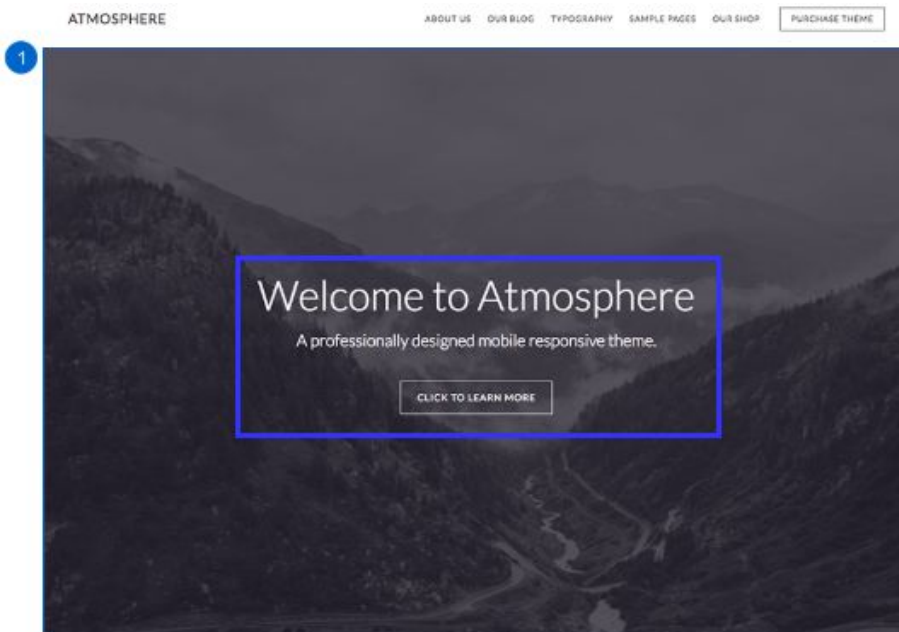 ATMOSPHERE
ABOUT US OUR BLOG TYPOGRAPHY SAMPLE PAGES OUR SHOP PURCHASE THEME
1
Welcome to Atmosphere
A professionally designed mobile responsive theme.
CLICK TO LEARN MORE